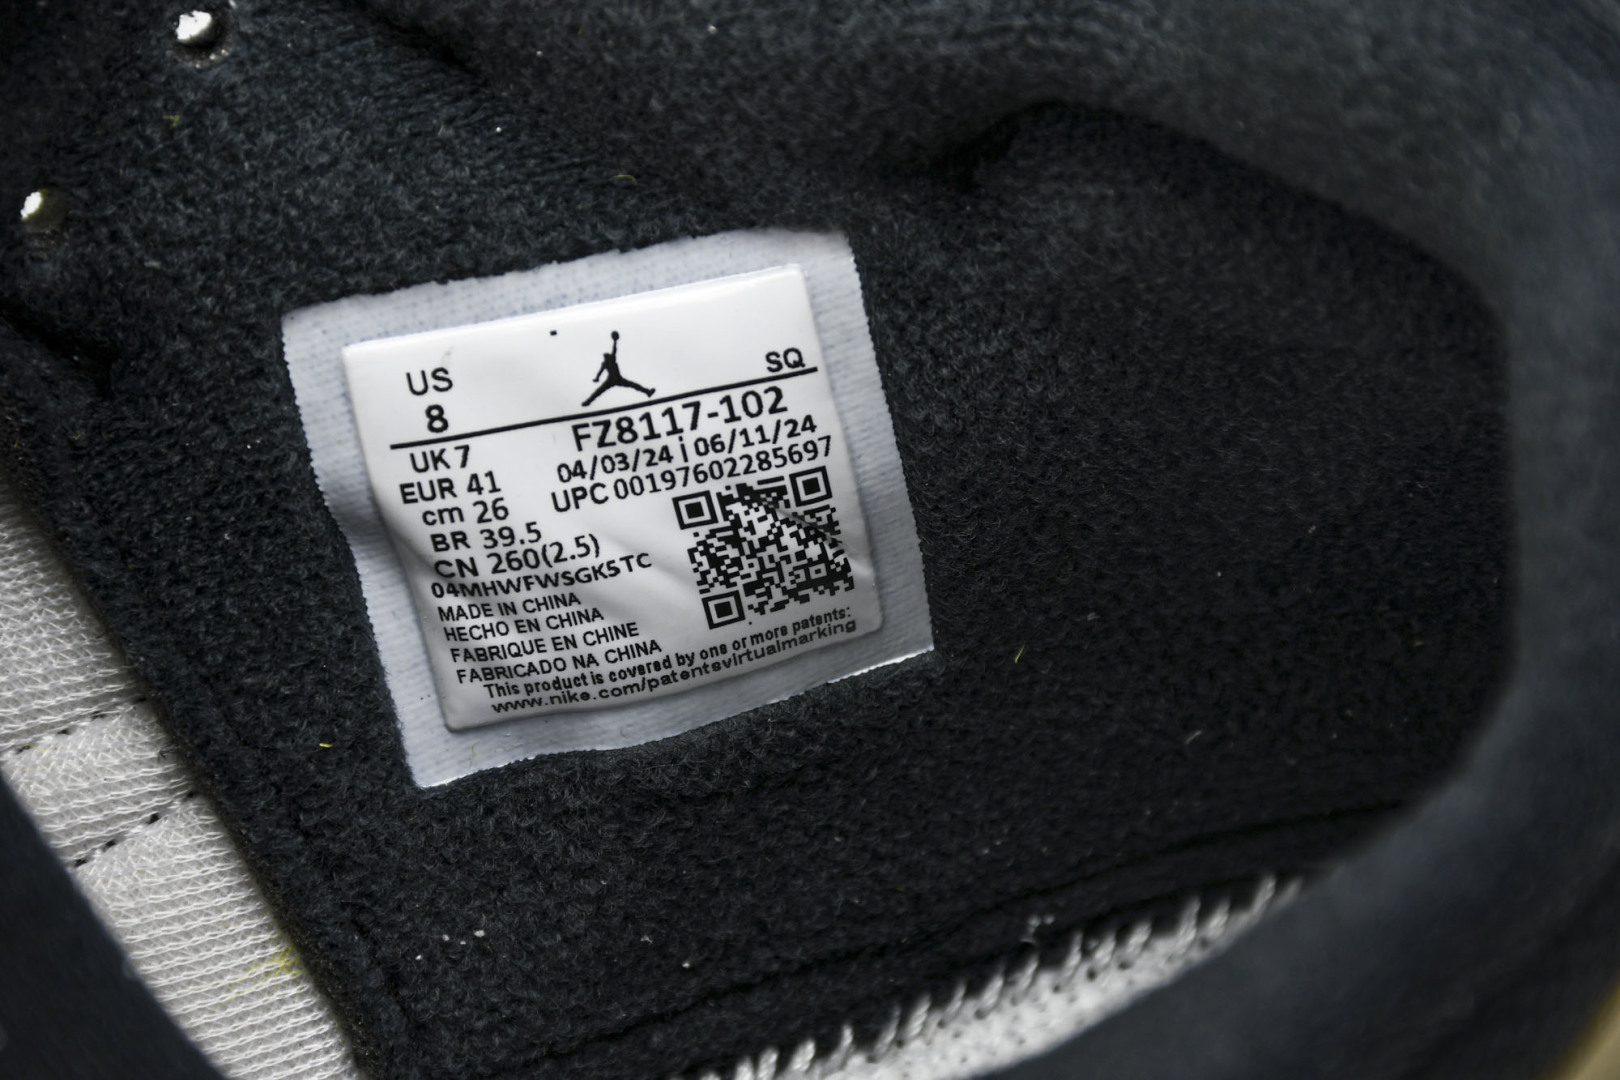 US
SQ
8
FZ8117-102
UK 7
04/03/24 | 06/11/24
EUR 41
UPC 00197602285697
cm 26
BR 39.5
CN 260(2.5)
04MHWFWSGK5TC
MADE IN CHINA
HECHO EN CHINA
FABRIQUE EN CHINE
FABRICADO NA CHINA
This product is covered by one or more patents:
www.nike.com/patentsvirtualmarking